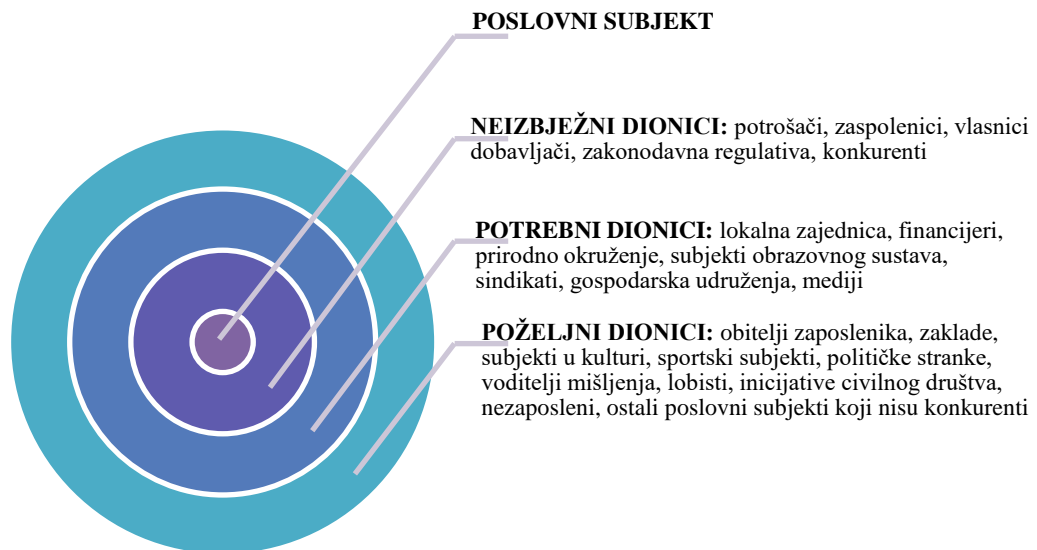 POSLOVNI SUBJEKT
NEIZBJEŽNI DIONICI: potrošači, zaspolenici, vlasnici
dobavljači, zakonodavna regulativa, konkurenti
POTREBNI DIONICI: lokalna zajednica, financijeri,
prirodno okruženje, subjekti obrazovnog sustava,
sindikati, gospodarska udruženja, mediji
POŽELJNI DIONICI: obitelji zaposlenika, zaklade,
subjekti u kulturi, sportski subjekti, političke stranke,
voditelji mišljenja, lobisti, inicijative civilnog društva,
nezaposleni, ostali poslovni subjekti koji nisu konkurenti